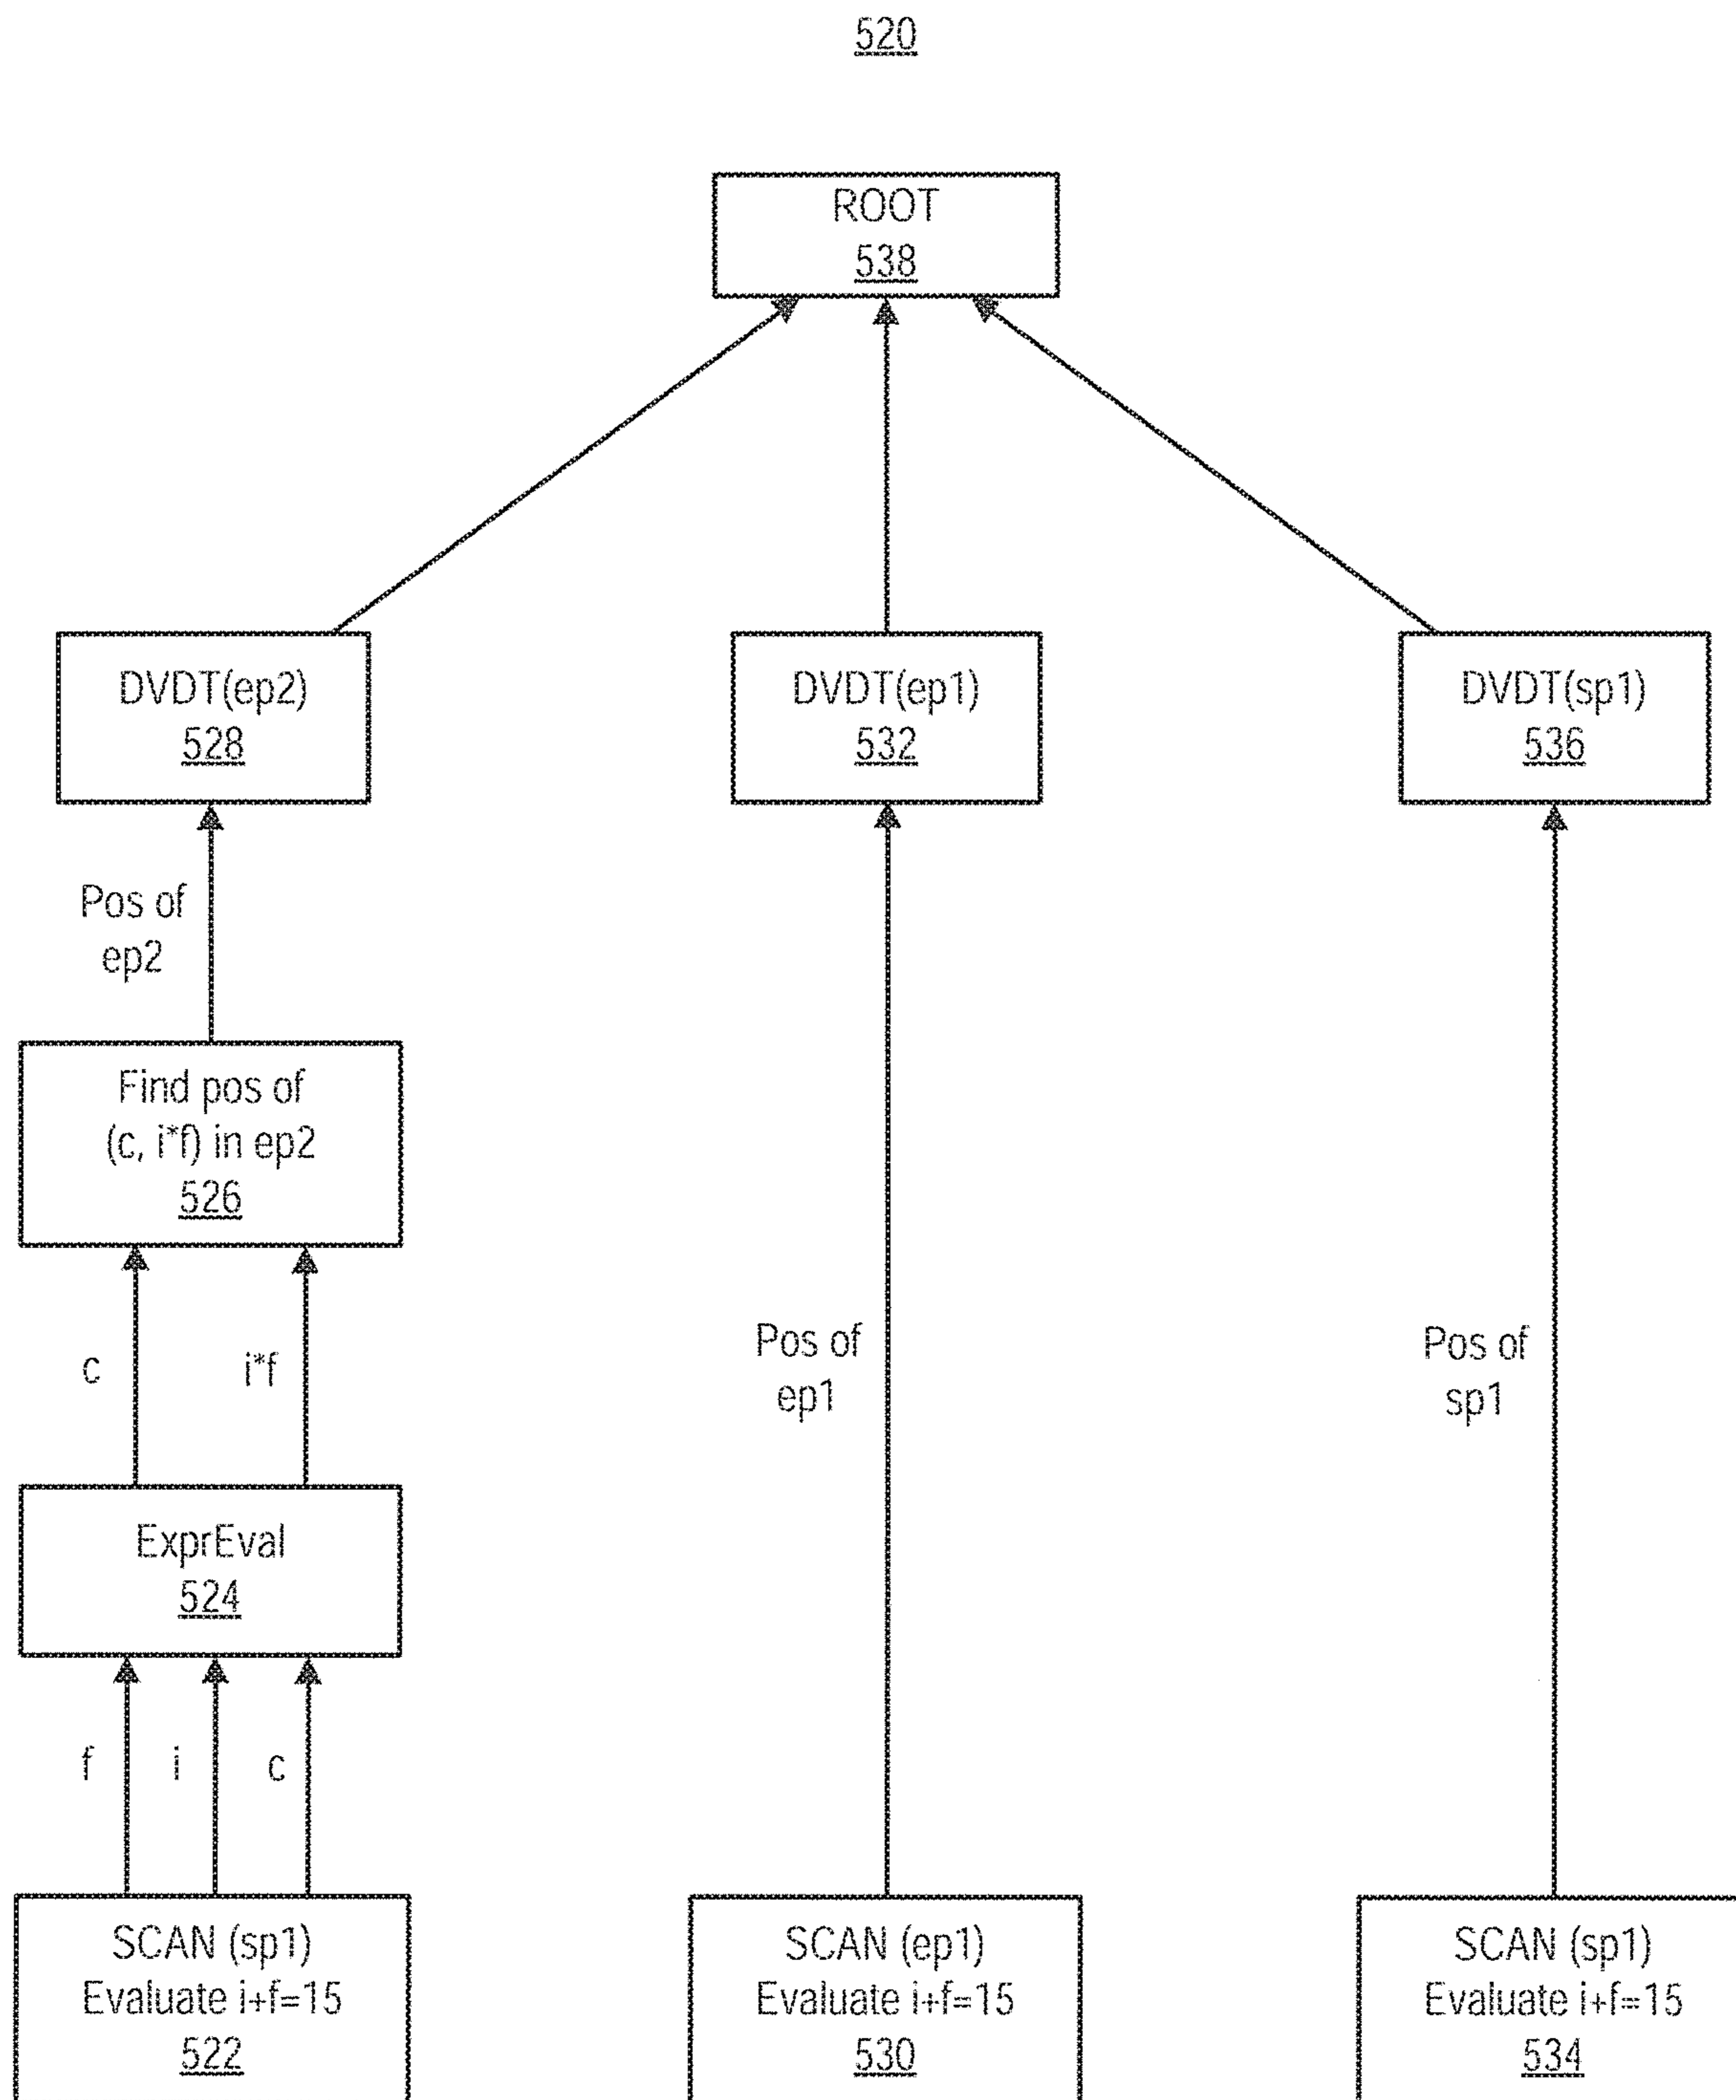 520
ROOT
538
DVDT(ep2)
528
DVDT(ep1)
532
DVDT(sp1)
536
Pos of
ep2
Find pos of
(c, i*f) in ep2
526
c
i*f
Pos of
ep1
Pos of
sp1
ExprEval
524
f
i
c
SCAN (sp1)
Evaluate i+f=15
522
SCAN (ep1)
Evaluate i+f=15
530
SCAN (sp1)
Evaluate i+f=15
534